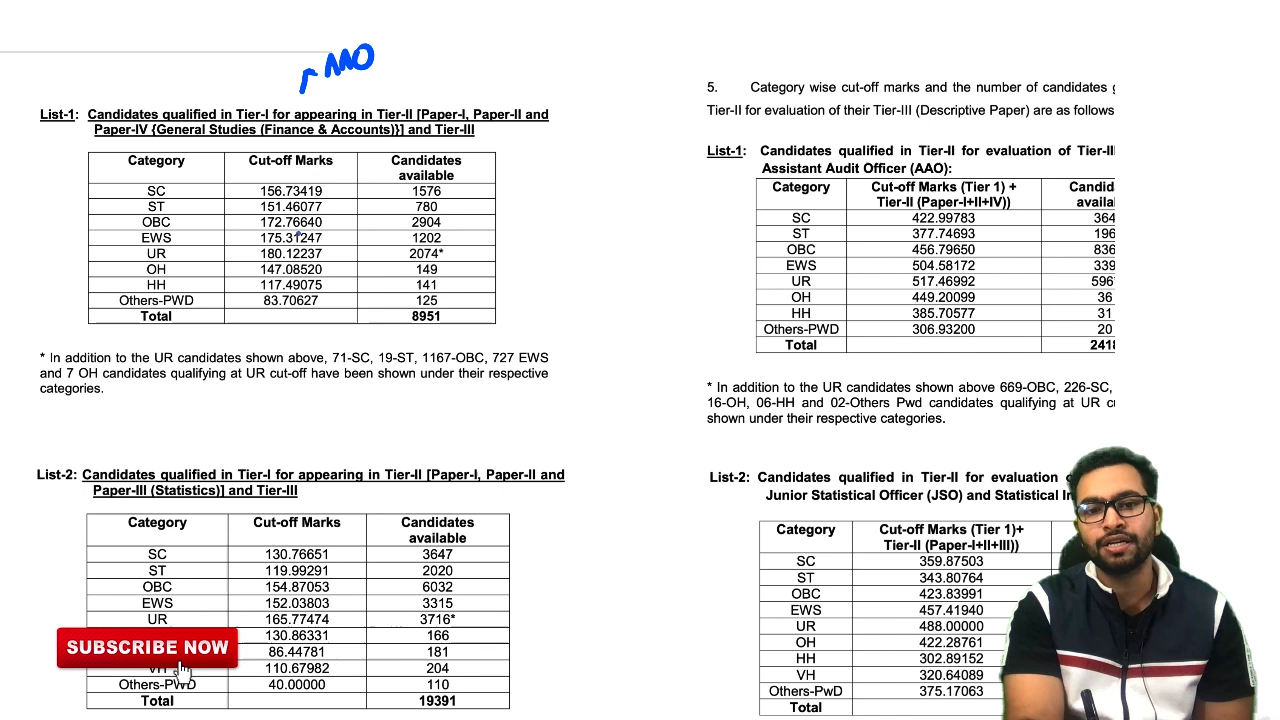 AAO
List-1: Candidates qualified in Tier-I for appearing in Tier-II [Paper-I, Paper-II and
Paper-IV {General Studies (Finance & Accounts)}] and Tier-III
Category Cut-off Marks Candidates
available
SC 156.73419 1576
ST 151.46077 780
OBC 172.76640 2904
EWS 175.31247 1202
UR 180.12237 2074*
OH 147.08520 149
HH 117.49075 141
Others-PWD 83.70627 125
Total 8951
* In addition to the UR candidates shown above, 71-SC, 19-ST, 1167-OBC, 727 EWS
and 7 OH candidates qualifying at UR cut-off have been shown under their respective
categories.
List-2: Candidates qualified in Tier-I for appearing in Tier-II [Paper-I, Paper-II and
Paper-III (Statistics)] and Tier-III
Category Cut-off Marks Candidates
available
SC 130.76651 3647
ST 119.99291 2020
OBC 154.87053 6032
EWS 152.03803 3315
UR 165.77474 3716*
130.86331 166
SUBSCRIBE NOW
86.44781 181
VH 110.67982 204
Others-PWD 40.00000 110
Total 19391
5. Category wise cut-off marks and the number of candidates
Tier-II for evaluation of their Tier-III (Descriptive Paper) are as follows
List-1: Candidates qualified in Tier-II for evaluation of Tier-II
Assistant Audit Officer (AAO):
Category Cut-off Marks (Tier 1) + Candid
Tier-II (Paper-I+II+IV)) availa
SC 422.99783 364
ST 377.74693 196
OBC 456.79650 836
EWS 504.58172 339
UR 517.46992 596
OH 449.20099 36
HH 385.70577 31
Others-PWD 306.93200 20
Total 2418
* In addition to the UR candidates shown above 669-OBC, 226-SC,
16-OH, 06-HH and 02-Others Pwd candidates qualifying at UR
shown under their respective categories.
List-2: Candidates qualified in Tier-II for evaluation
Junior Statistical Officer (JSO) and Statistical In
Category Cut-off Marks (Tier 1)+
Tier-II (Paper-I+II+III))
SC 359.87503
ST 343.80764
OBC 423.83991
EWS 457.41940
UR 488.00000
OH 422.28761
HH 302.89152
VH 320.64089
Others-PwD 375.17063
Total